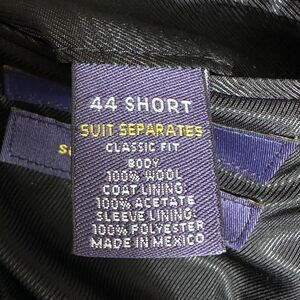 44 SHORT
SUIT SEPARATES
CLASSIC FIT
BODY
100% WOOL
COAT LINING:
100% ACETATE
SLEEVE LINING:
100% POLYESTER
MADE IN MEXICO